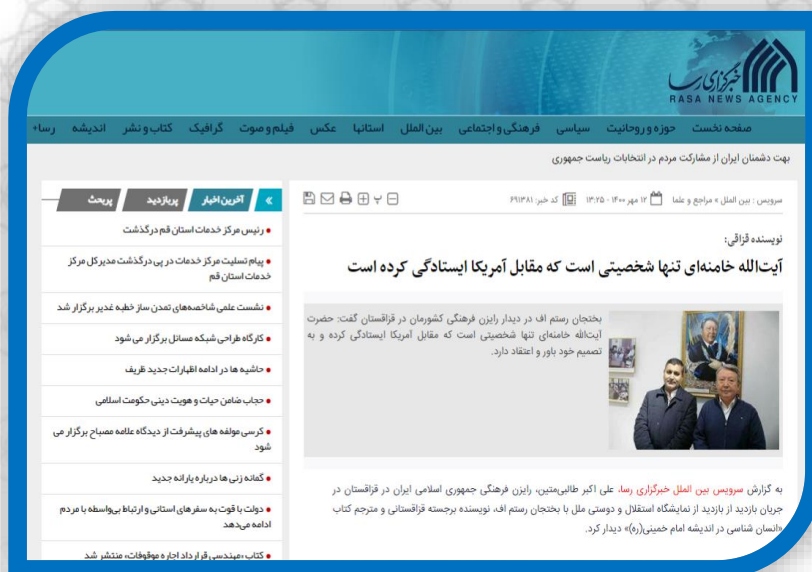 خبرگزاری رسا
RASA NEWS AGENCY
صفحه نخست حوزه و روحانیت سیاسی فرهنگی و اجتماعی بین الملل استانها عکس فیلم و صوت گرافیک کتاب و نشر اندیشه رسا+
بهت دشمنان ایران از مشارکت مردم در انتخابات ریاست جمهوری
سرویس : بین الملل » مراجع و علما ۱۲ مهر ۱۴۰۰ - ۱۳:۲۵ کد خبر: ۶۹۱۳۸۱
پ
نویسنده قزاقی:
آیت‌الله خامنه‌ای تنها شخصیتی است که مقابل آمریکا ایستادگی کرده است
بختجان رستم اف در دیدار رایزن فرهنگی کشورمان در قزاقستان گفت: حضرت
آیت‌الله خامنه‌ای تنها شخصیتی است که مقابل آمریکا ایستادگی کرده و به
تصمیم خود باور و اعتقاد دارد.
به گزارش سرویس بین الملل خبرگزاری رسا، علی اکبر طالبی‌متین، رایزن فرهنگی جمهوری اسلامی ایران در قزاقستان در
جریان بازدید از بازدید از نمایشگاه استقلال و دوستی ملل با بختجان رستم اف، نویسنده برجسته قزاقستانی و مترجم کتاب
«انسان شناسی در اندیشه امام خمینی(ره)» دیدار کرد.
» آخرین اخبار پربازدید پربحث
رئیس مرکز خدمات استان قم درگذشت
پیام تسلیت مرکز خدمات در پی درگذشت مدیرکل مرکز
خدمات استان قم
نشست علمی شاخصه‌های تمدن ساز خطبه غدیر برگزار شد
کارگاه طراحی شبکه مسائل برگزار می شود
حاشیه ها در ادامه اظهارات جدید ظریف
حجاب ضامن حیات و هویت دینی حکومت اسلامی
کرسی مولفه های پیشرفت از دیدگاه علامه مصباح برگزار می
شود
گمانه زنی ها درباره یارانه جدید
دولت با قوت به سفرهای استانی و ارتباط بی‌واسطه با مردم
ادامه می‌دهد
کتاب «مهندسی قرارداد اجاره موقوفات» منتشر شد